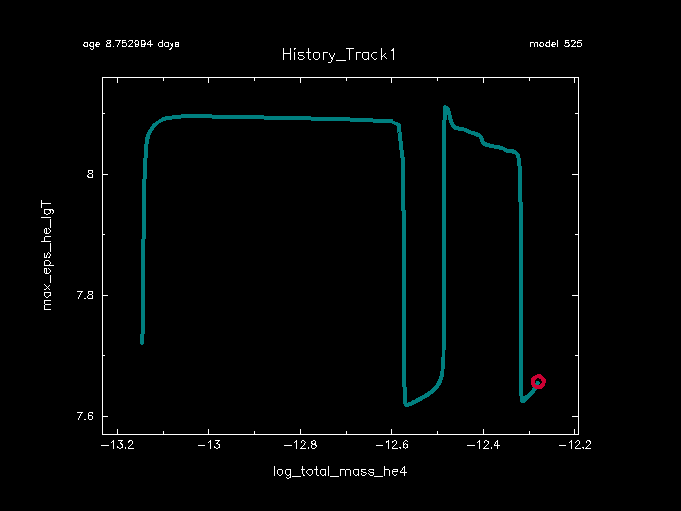 age 8.752994 days
model 525
History_Track1
8
7.8
7.6
max_eps_he_lgT
-13.2
-13
-12.8
-12.6
-12.4
-12.2
log_total_mass_he4